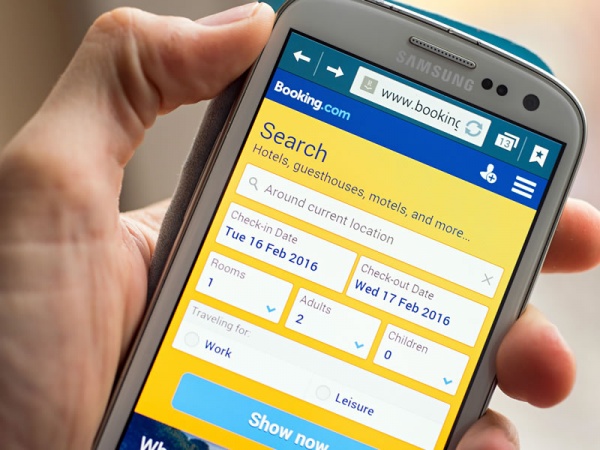 SAMSUNG
www.booking
13
Booking.com
Search
Hotels, guesthouses, motels, and more...
Around current location
Check-in Date
Tue 16 Feb 2016
Check-out Date
Wed 17 Feb 2016
Rooms
1
Adults
2
Children
0
Traveling for:
Work
Leisure
Show now
Wh